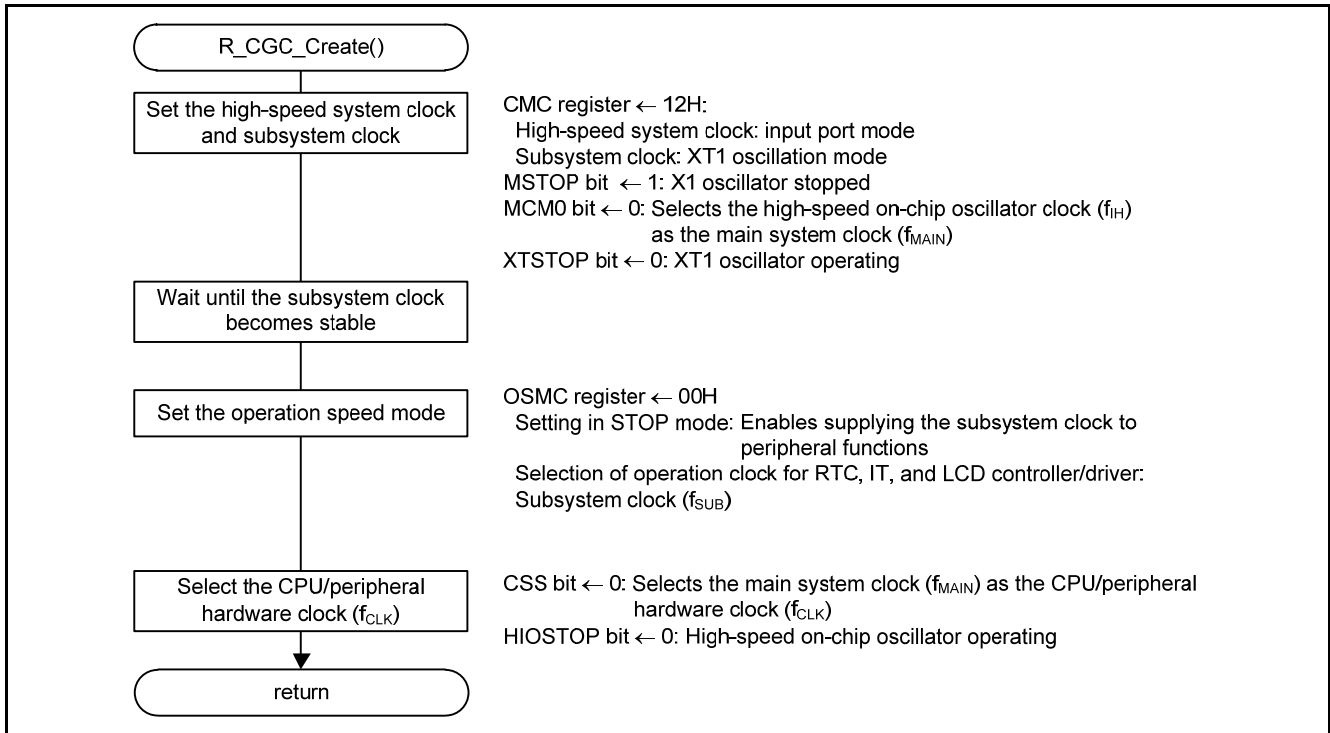 R_CGC_Create()
Set the high-speed system clock
and subsystem clock
CMC register ← 12H:
High-speed system clock: input port mode
Subsystem clock: XT1 oscillation mode
MSTOP bit ← 1: X1 oscillator stopped
MCM0 bit ← 0: Selects the high-speed on-chip oscillator clock (fIH)
as the main system clock (fMAIN)
XTSTOP bit ← 0: XT1 oscillator operating
Wait until the subsystem clock
becomes stable
Set the operation speed mode
OSMC register ← 00H
Setting in STOP mode: Enables supplying the subsystem clock to
peripheral functions
Selection of operation clock for RTC, IT, and LCD controller/driver:
Subsystem clock (fSUB)
Select the CPU/peripheral
hardware clock (fCLK)
CSS bit ← 0: Selects the main system clock (fMAIN) as the CPU/peripheral
hardware clock (fCLK)
HIOSTOP bit ← 0: High-speed on-chip oscillator operating
return